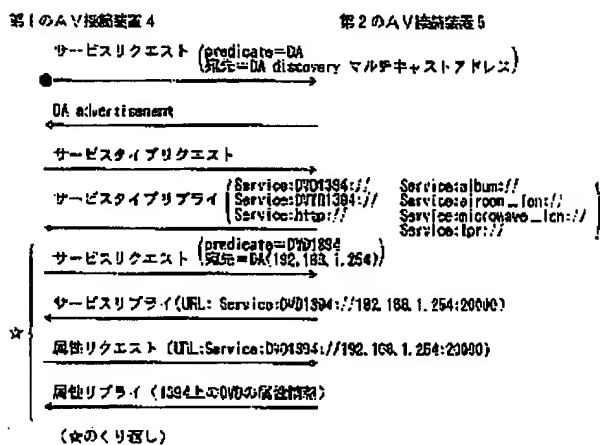 第1のAV接続装置4
第2のAV接続装置5
サービスリクエスト (predicate=DA
宛先=DA discovery マルチキャストアドレス)
DA advertisement
サービスタイプリクエスト
サービスタイプリプライ (Service:DVD1394:// Service:album://
Service:http://
Service:lpr://)
サービスリクエスト (predicate=DVD1394
宛先=DA(192.168.1.254))
サービスリプライ(URL: Service:DVD1394://192.168.1.254:20000)
☆
属性リクエスト (URL:Service:DVD1394://192.168.1.254:20000)
属性リプライ (1394上のDVDの属性情報)
(☆のくり返し)